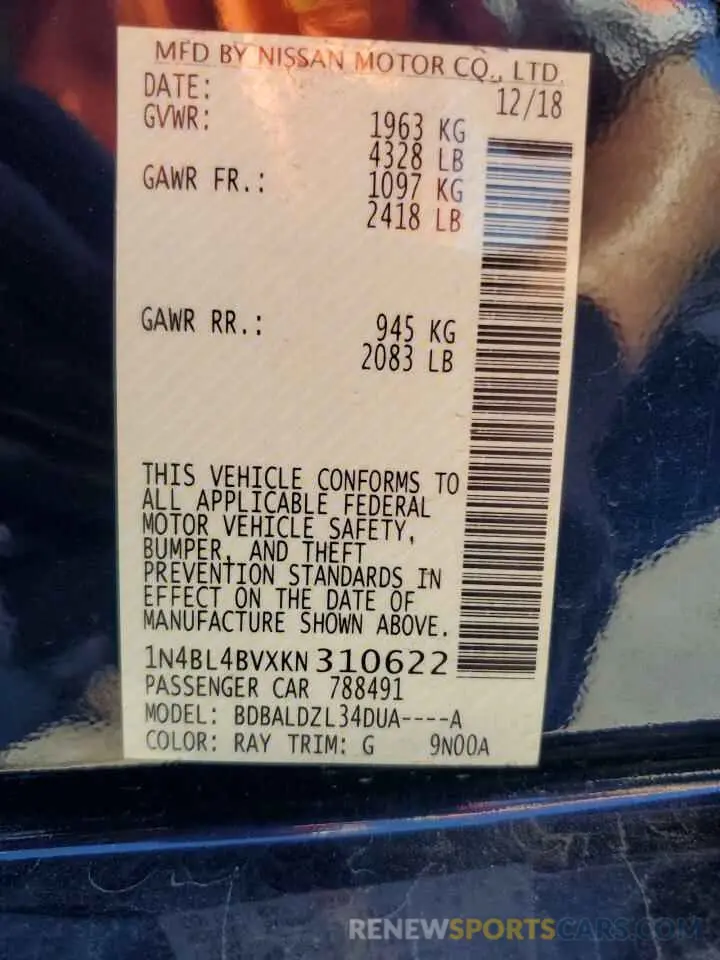 MFD BY NISSAN MOTOR CO., LTD.
DATE: 12/18
GVWR: 1963 KG
4328 LB
GAWR FR.: 1097 KG
2418 LB
GAWR RR.: 945 KG
2083 LB
THIS VEHICLE CONFORMS TO
ALL APPLICABLE FEDERAL
MOTOR VEHICLE SAFETY,
BUMPER, AND THEFT
PREVENTION STANDARDS IN
EFFECT ON THE DATE OF
MANUFACTURE SHOWN ABOVE.
1N4BL4BVXKN310622
PASSENGER CAR 788491
MODEL: BDBALDZL34DUA----A
COLOR: RAY TRIM: G 9N00A
RENEWSPORTSCARS.COM